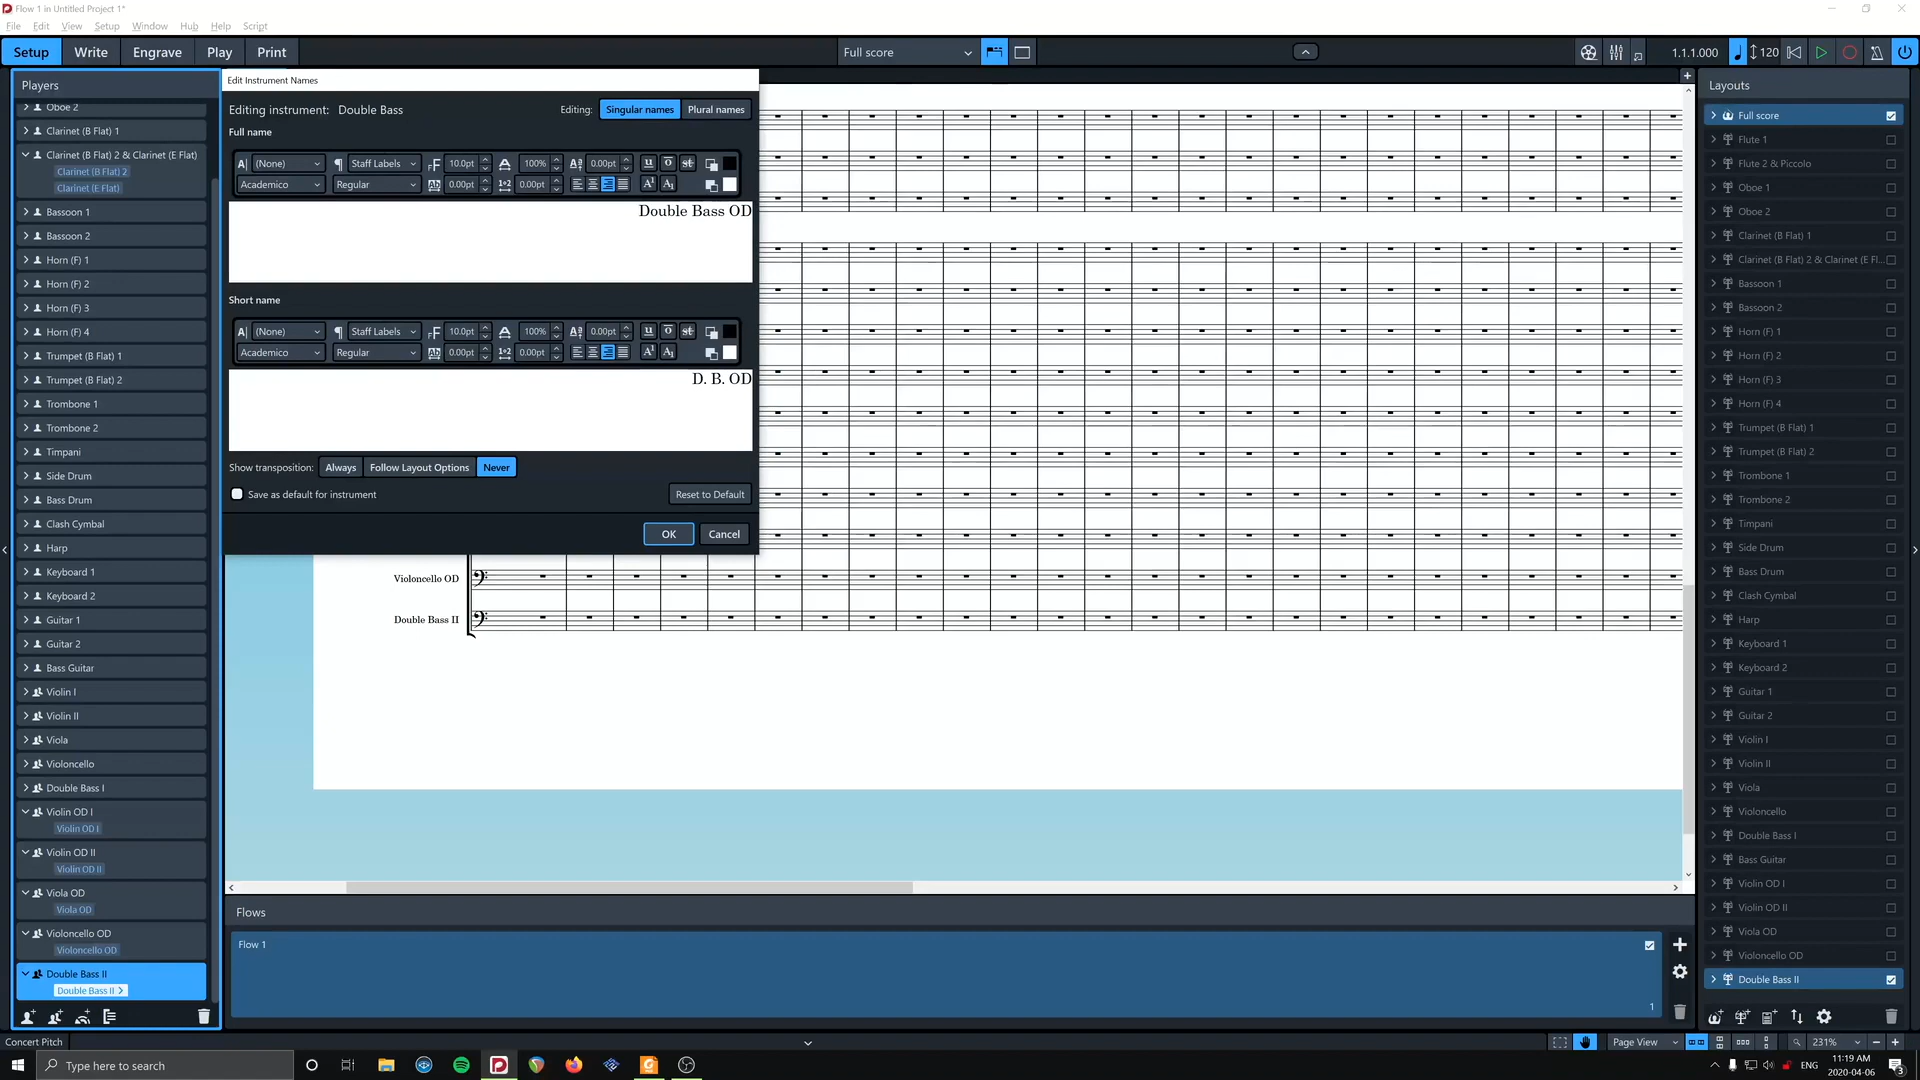 Flow 1 in Untitled Project 1*
File Edit View Setup Window Hub Help Script
Setup Write Engrave Play Print
Full score
1.1.1.000
120
Players
Oboe 2
Clarinet (B Flat) 1
Clarinet (B Flat) 2 & Clarinet (E Flat)
Clarinet (B Flat) 2
Clarinet (E Flat)
Bassoon 1
Bassoon 2
Horn (F) 1
Horn (F) 2
Horn (F) 3
Horn (F) 4
Trumpet (B Flat) 1
Trumpet (B Flat) 2
Trombone 1
Trombone 2
Timpani
Side Drum
Bass Drum
Clash Cymbal
Harp
Keyboard 1
Keyboard 2
Guitar 1
Guitar 2
Bass Guitar
Violin I
Violin II
Viola
Violoncello
Double Bass I
Violin OD I
Violin OD I
Violin OD II
Violin OD II
Viola OD
Viola OD
Violoncello OD
Violoncello OD
Double Bass II
Double Bass II
Edit Instrument Names
Editing instrument: Double Bass
Editing: Singular names Plural names
Full name
(None) Staff Labels 10.0pt 100% 0.00pt
Academico Regular 0.00pt 0.00pt
Double Bass OD
Short name
(None) Staff Labels 10.0pt 100% 0.00pt
Academico Regular 0.00pt 0.00pt
D. B. OD
Show transposition: Always Follow Layout Options Never
Save as default for instrument
Reset to Default
OK Cancel
Violoncello OD
Double Bass II
Flows
Flow 1
1
Layouts
Full score
Flute 1
Flute 2 & Piccolo
Oboe 1
Oboe 2
Clarinet (B Flat) 1
Clarinet (B Flat) 2 & Clarinet (E Fl...
Bassoon 1
Bassoon 2
Horn (F) 1
Horn (F) 2
Horn (F) 3
Horn (F) 4
Trumpet (B Flat) 1
Trumpet (B Flat) 2
Trombone 1
Trombone 2
Timpani
Side Drum
Bass Drum
Clash Cymbal
Harp
Keyboard 1
Keyboard 2
Guitar 1
Guitar 2
Violin I
Violin II
Viola
Violoncello
Double Bass I
Bass Guitar
Violin OD I
Violin OD II
Viola OD
Violoncello OD
Double Bass II
Concert Pitch
Page View
231%
Type here to search
ENG
11:19 AM
2020-04-06
3